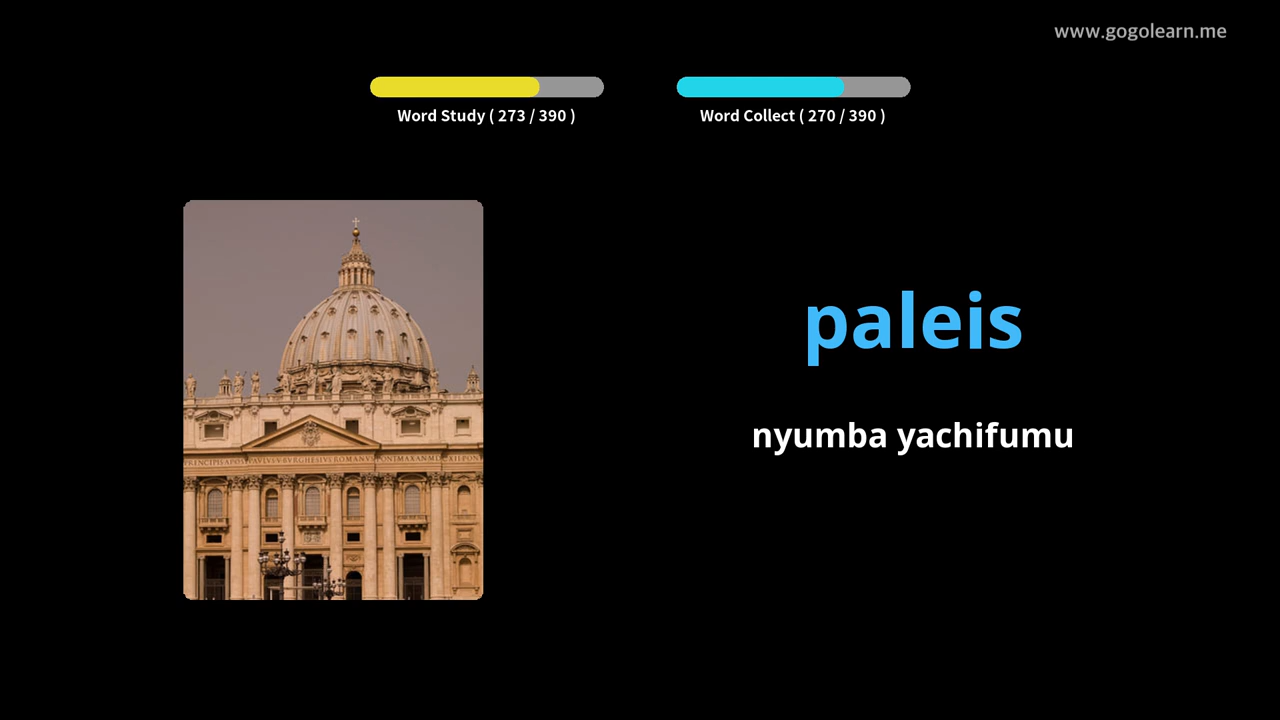 www.gogolearn.me
Word Study ( 273 / 390 )
Word Collect ( 270 / 390 )
paleis
nyumba yachifumu